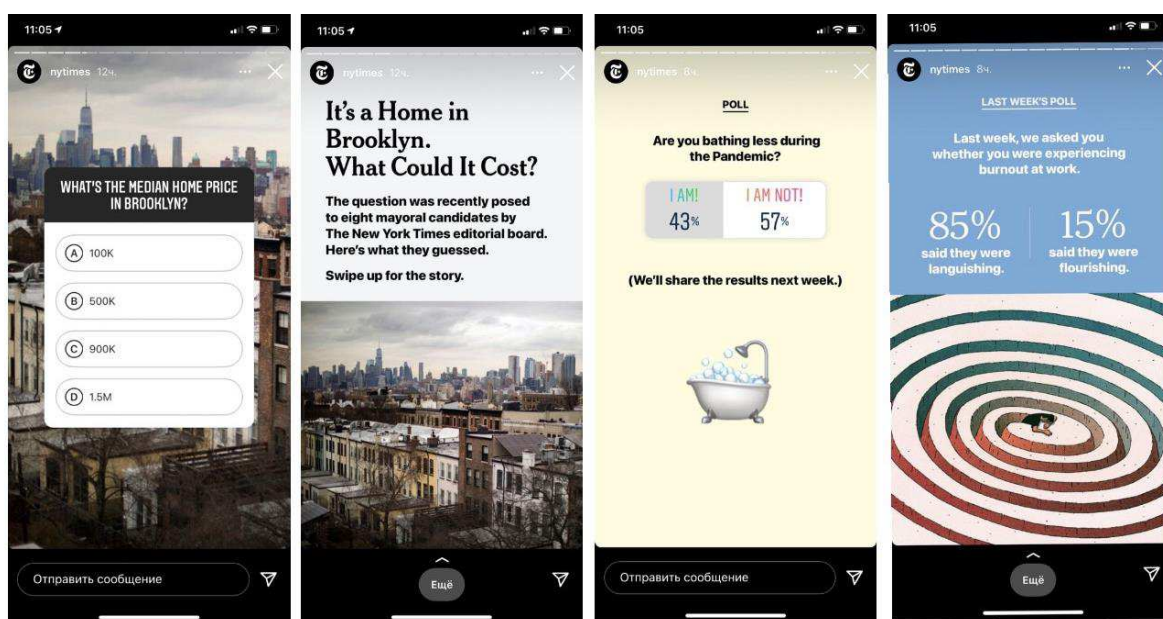 11:05
nytimes 12ч.
WHAT'S THE MEDIAN HOME PRICE
IN BROOKLYN?
A 100K
B 500K
C 900K
D 1.5M
Отправить сообщение
11:05
nytimes 12ч.
It's a Home in
Brooklyn.
What Could It Cost?
The question was recently posed
to eight mayoral candidates by
The New York Times editorial board.
Here's what they guessed.
Swipe up for the story.
Ещё
11:05
nytimes 8ч.
POLL
Are you bathing less during
the Pandemic?
I AM! I AM NOT!
43% 57%
(We'll share the results next week.)
Отправить сообщение
11:05
nytimes 8ч.
LAST WEEK'S POLL
Last week, we asked you
whether you were experiencing
burnout at work.
85% 15%
said they were said they were
languishing. flourishing.
Ещё